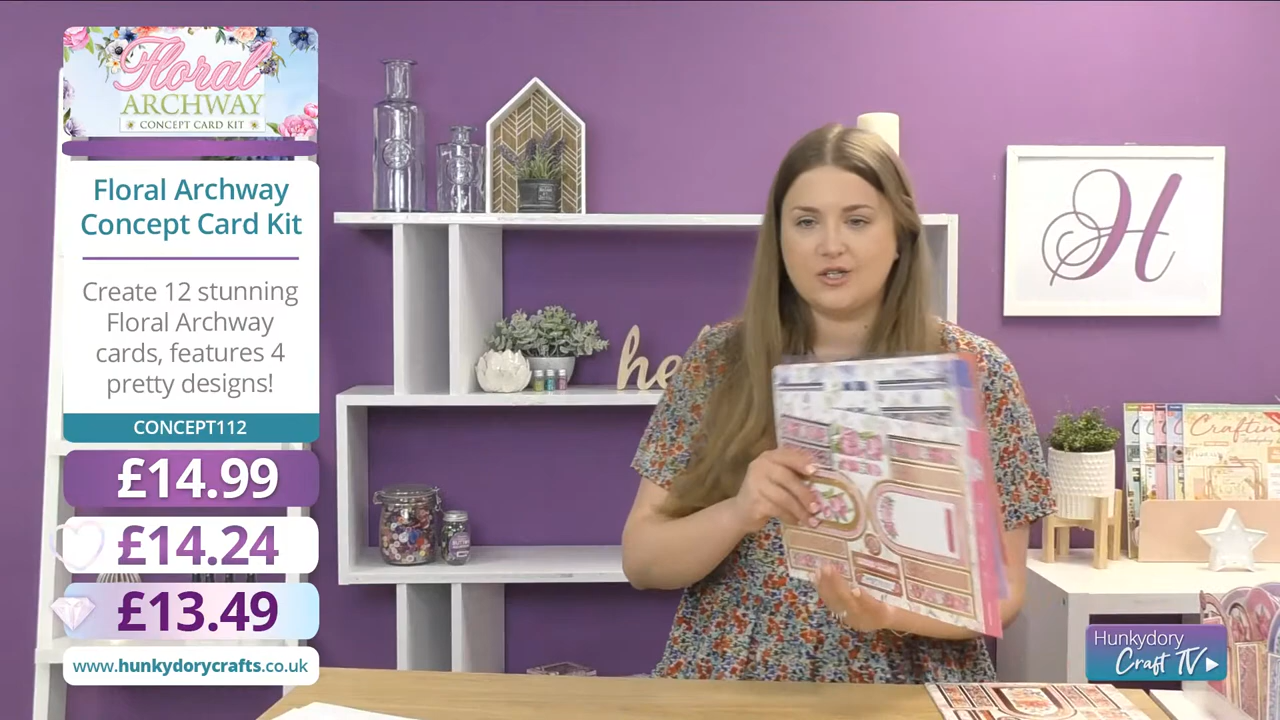 Floral
ARCHWAY
CONCEPT CARD KIT
Floral Archway
Concept Card Kit
Create 12 stunning
Floral Archway
cards, features 4
pretty designs!
CONCEPT112
£14.99
£14.24
£13.49
www.hunkydorycrafts.co.uk
H
Hunkydory
Craft TV